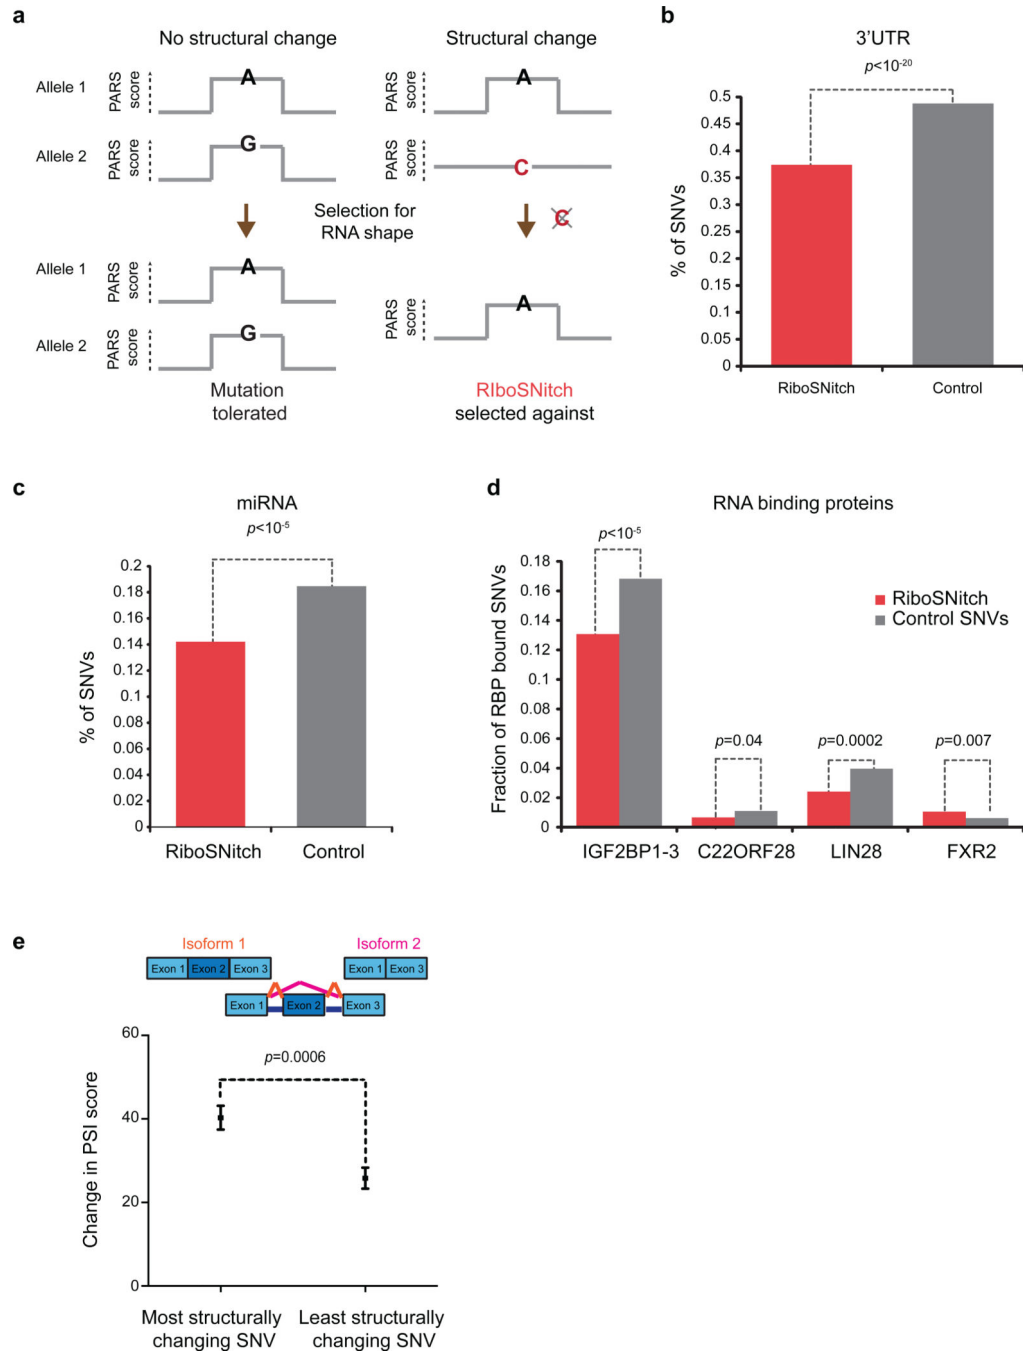 a
No structural change
Structural change
Allele 1
PARS
score
A
PARS
score
A
Allele 2
PARS
score
G
PARS
score
C
Selection for
RNA shape
C
Allele 1
PARS
score
A
PARS
score
A
Allele 2
PARS
score
G
Mutation
tolerated
RIboSNitch
selected against
b
3'UTR
p<10⁻²⁰
% of SNVs
0.5
0.45
0.4
0.35
0.3
0.25
0.2
0.15
0.1
0.05
0
RiboSNitch
Control
c
miRNA
p<10⁻⁵
% of SNVs
0.2
0.18
0.16
0.14
0.12
0.1
0.08
0.06
0.04
0.02
0
RiboSNitch
Control
d
RNA binding proteins
p<10⁻⁵
RiboSNitch
Control SNVs
Fraction of RBP bound SNVs
0.18
0.16
0.14
0.12
0.1
0.08
0.06
0.04
0.02
0
p=0.04
p=0.0002
p=0.007
IGF2BP1-3
C22ORF28
LIN28
FXR2
e
Isoform 1
Isoform 2
Exon 1 Exon 2 Exon 3
Exon 1 Exon 3
Exon 1 Exon 2 Exon 3
p=0.0006
Change in PSI score
60
40
20
0
Most structurally
changing SNV
Least structurally
changing SNV